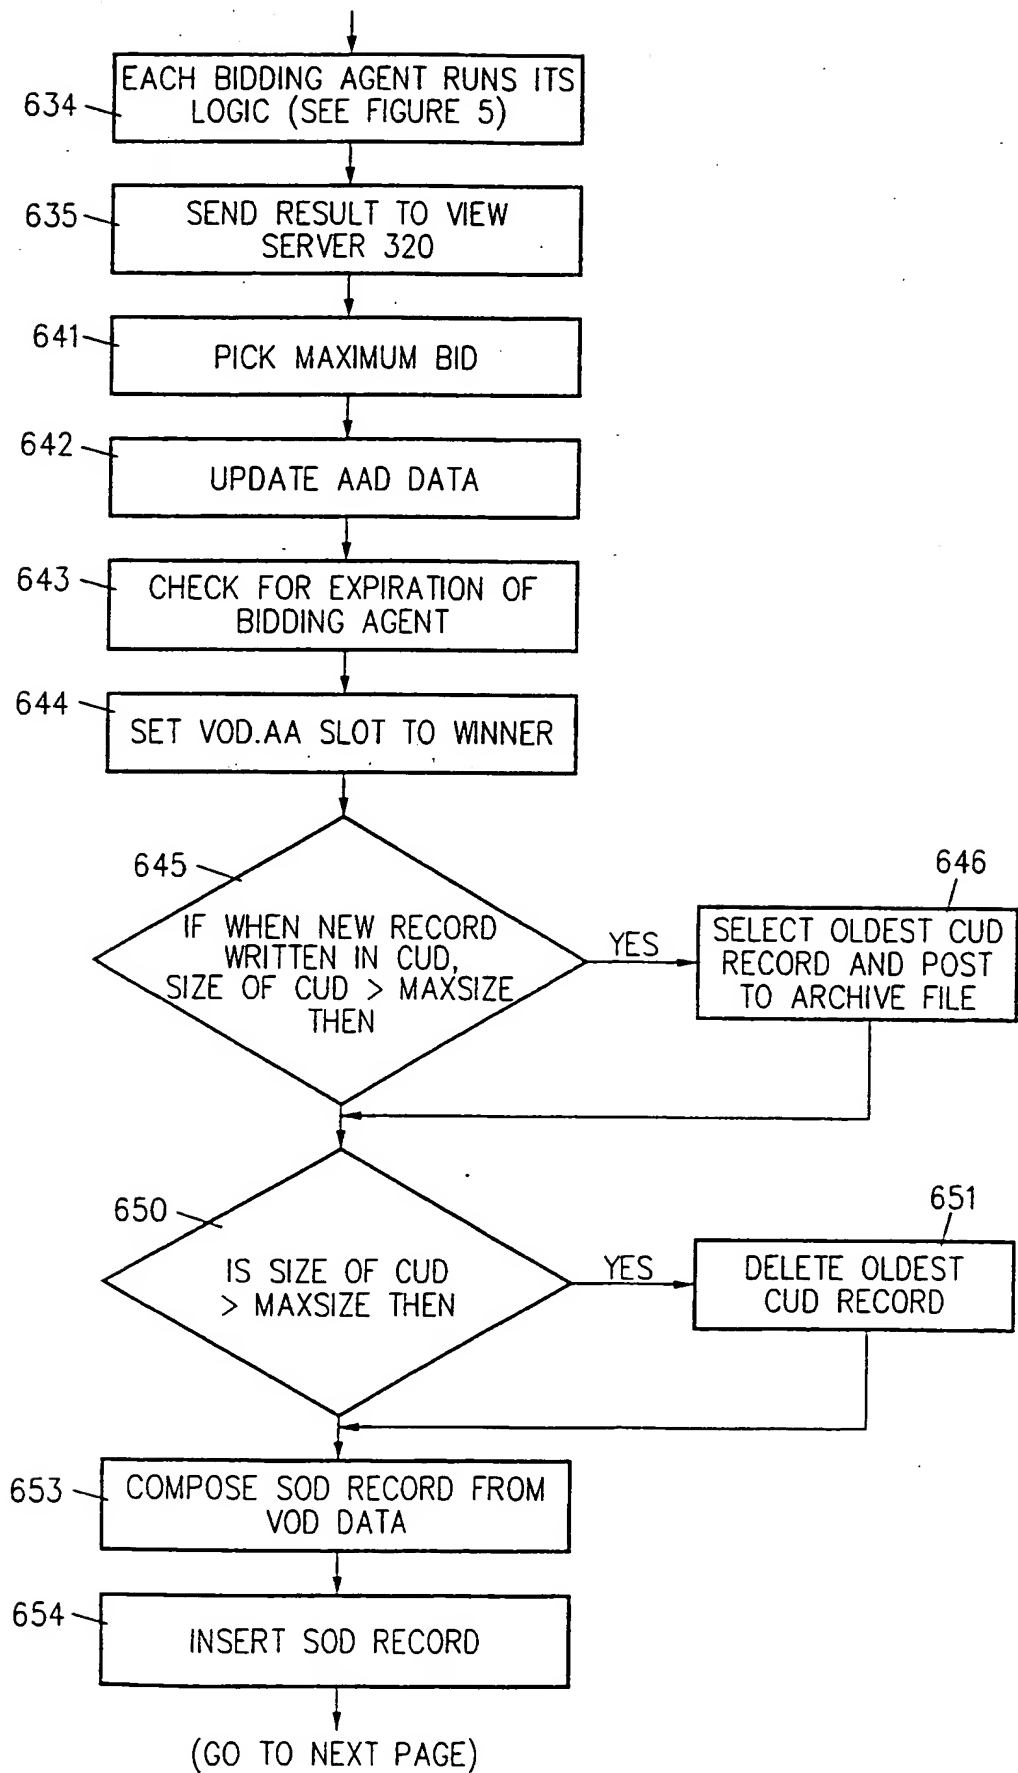 EACH BIDDING AGENT RUNS ITS
LOGIC (SEE FIGURE 5)
634
SEND RESULT TO VIEW
SERVER 320
635
641
PICK MAXIMUM BID
642
UPDATE AAD DATA
643
CHECK FOR EXPIRATION OF
BIDDING AGENT
644
SET VOD.AA SLOT TO WINNER
645
IF WHEN NEW RECORD
WRITTEN IN CUD,
SIZE OF CUD > MAXSIZE
THEN
YES
646
SELECT OLDEST CUD
RECORD AND POST
TO ARCHIVE FILE
650
IS SIZE OF CUD
> MAXSIZE THEN
YES
651
DELETE OLDEST
CUD RECORD
653
COMPOSE SOD RECORD FROM
VOD DATA
654
INSERT SOD RECORD
(GO TO NEXT PAGE)